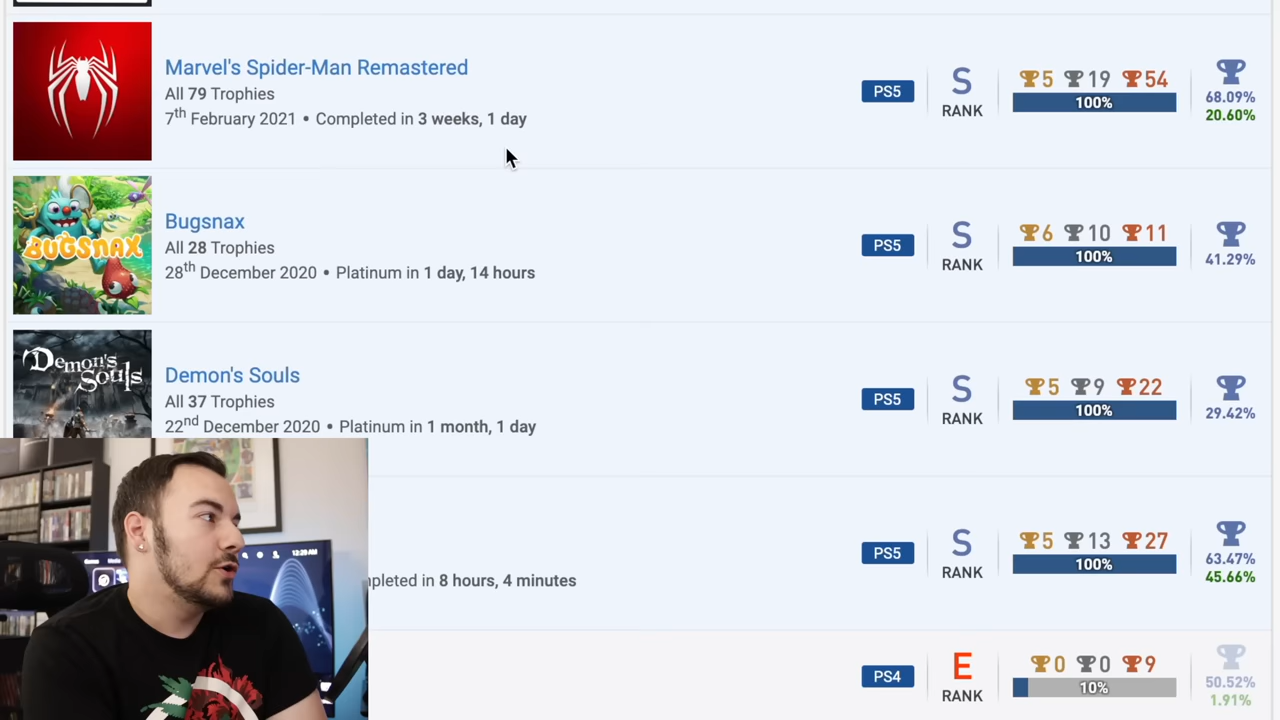 Marvel's Spider-Man Remastered
All 79 Trophies
7th February 2021 • Completed in 3 weeks, 1 day
PS5
S
RANK
5 19 54
100%
68.09%
20.60%
BUGSNAX
Bugsnax
All 28 Trophies
28th December 2020 • Platinum in 1 day, 14 hours
PS5
S
RANK
6 10 11
100%
41.29%
Demon's
Souls
Demon's Souls
All 37 Trophies
22nd December 2020 • Platinum in 1 month, 1 day
PS5
S
RANK
5 9 22
100%
29.42%
mpleted in 8 hours, 4 minutes
PS5
S
RANK
5 13 27
100%
63.47%
45.66%
PS4
E
RANK
0 0 9
10%
50.52%
1.91%